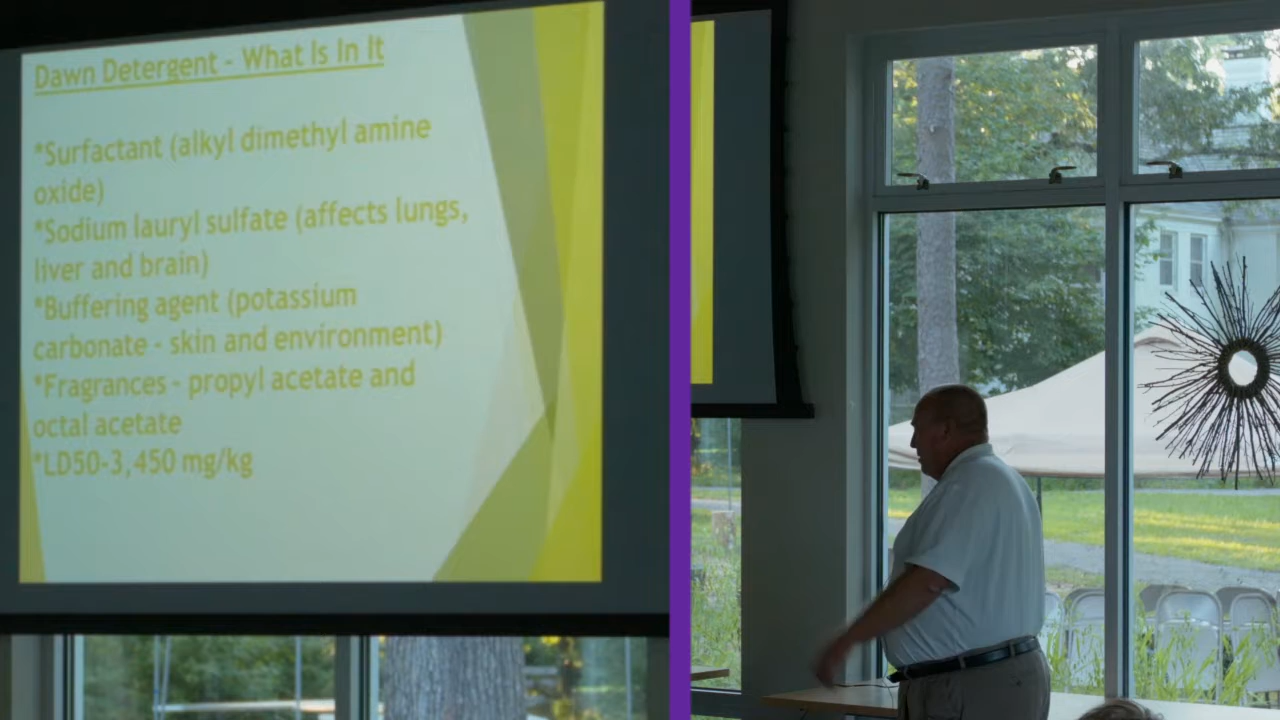 Dawn Detergent - What Is In It
*Surfactant (alkyl dimethyl amine
oxide)
*Sodium lauryl sulfate (affects lungs,
liver and brain)
*Buffering agent (potassium
carbonate - skin and environment)
*Fragrances - propyl acetate and
octal acetate
*LD50-3,450 mg/kg